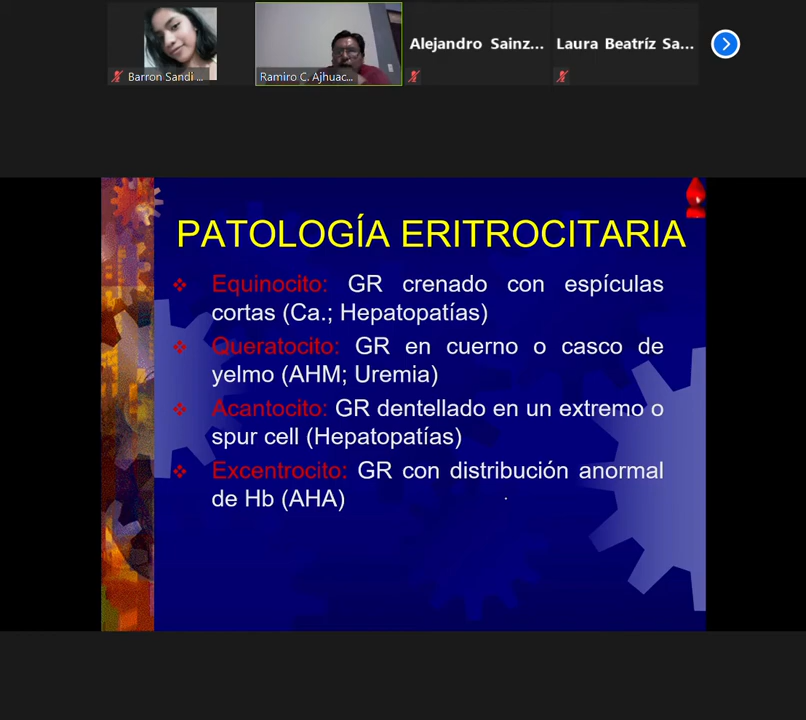 Barron Sandi ...
Ramiro C. Ajhuac...
Alejandro Sainz...
Laura Beatríz Sa...
PATOLOGÍA ERITROCITARIA
Equinocito: GR crenado con espículas
cortas (Ca.; Hepatopatías)
Queratocito: GR en cuerno o casco de
yelmo (AHM; Uremia)
Acantocito: GR dentellado en un extremo o
spur cell (Hepatopatías)
Excentrocito: GR con distribución anormal
de Hb (AHA)